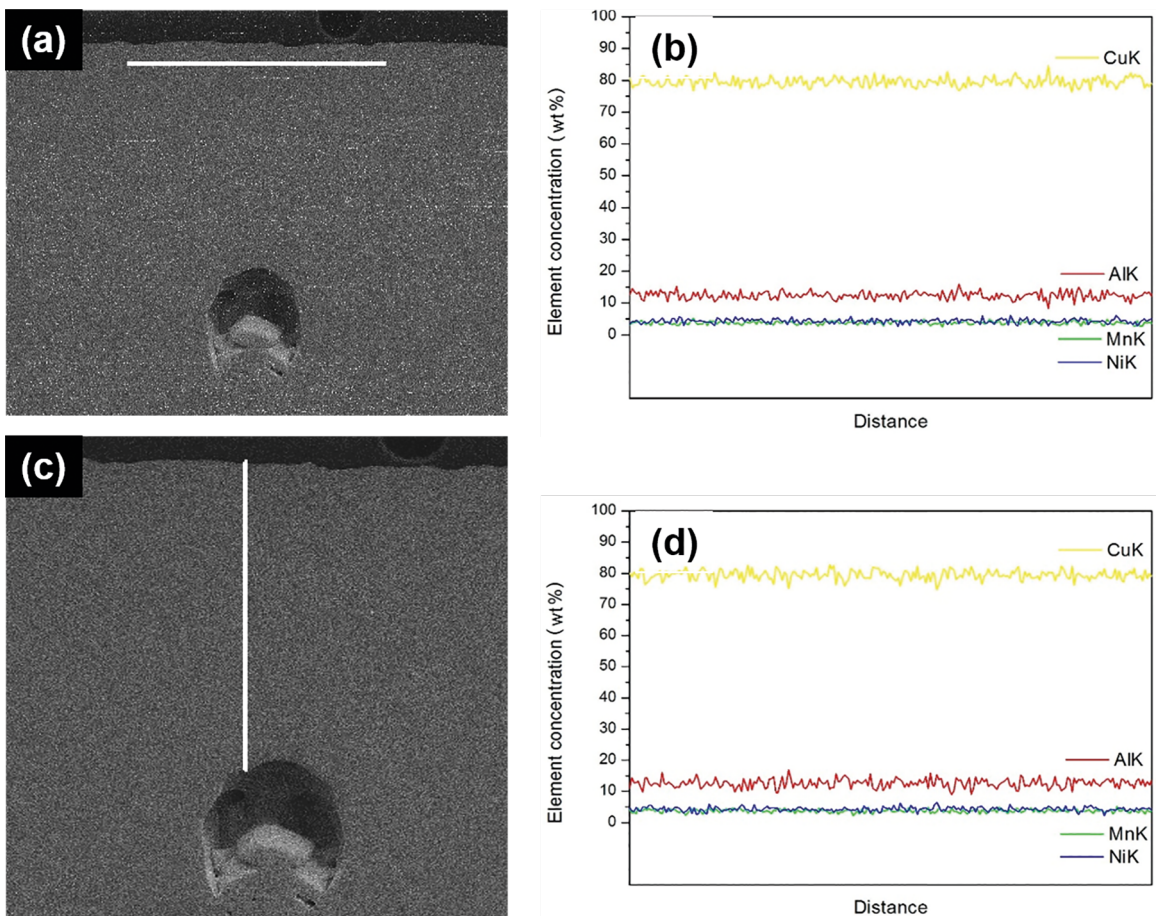 (a)
(b)
100
90
80
70
60
50
40
30
20
10
0
Element concentration (wt%)
CuK
AlK
MnK
NiK
Distance
(c)
(d)
100
90
80
70
60
50
40
30
20
10
0
Element concentration (wt%)
CuK
AlK
MnK
NiK
Distance